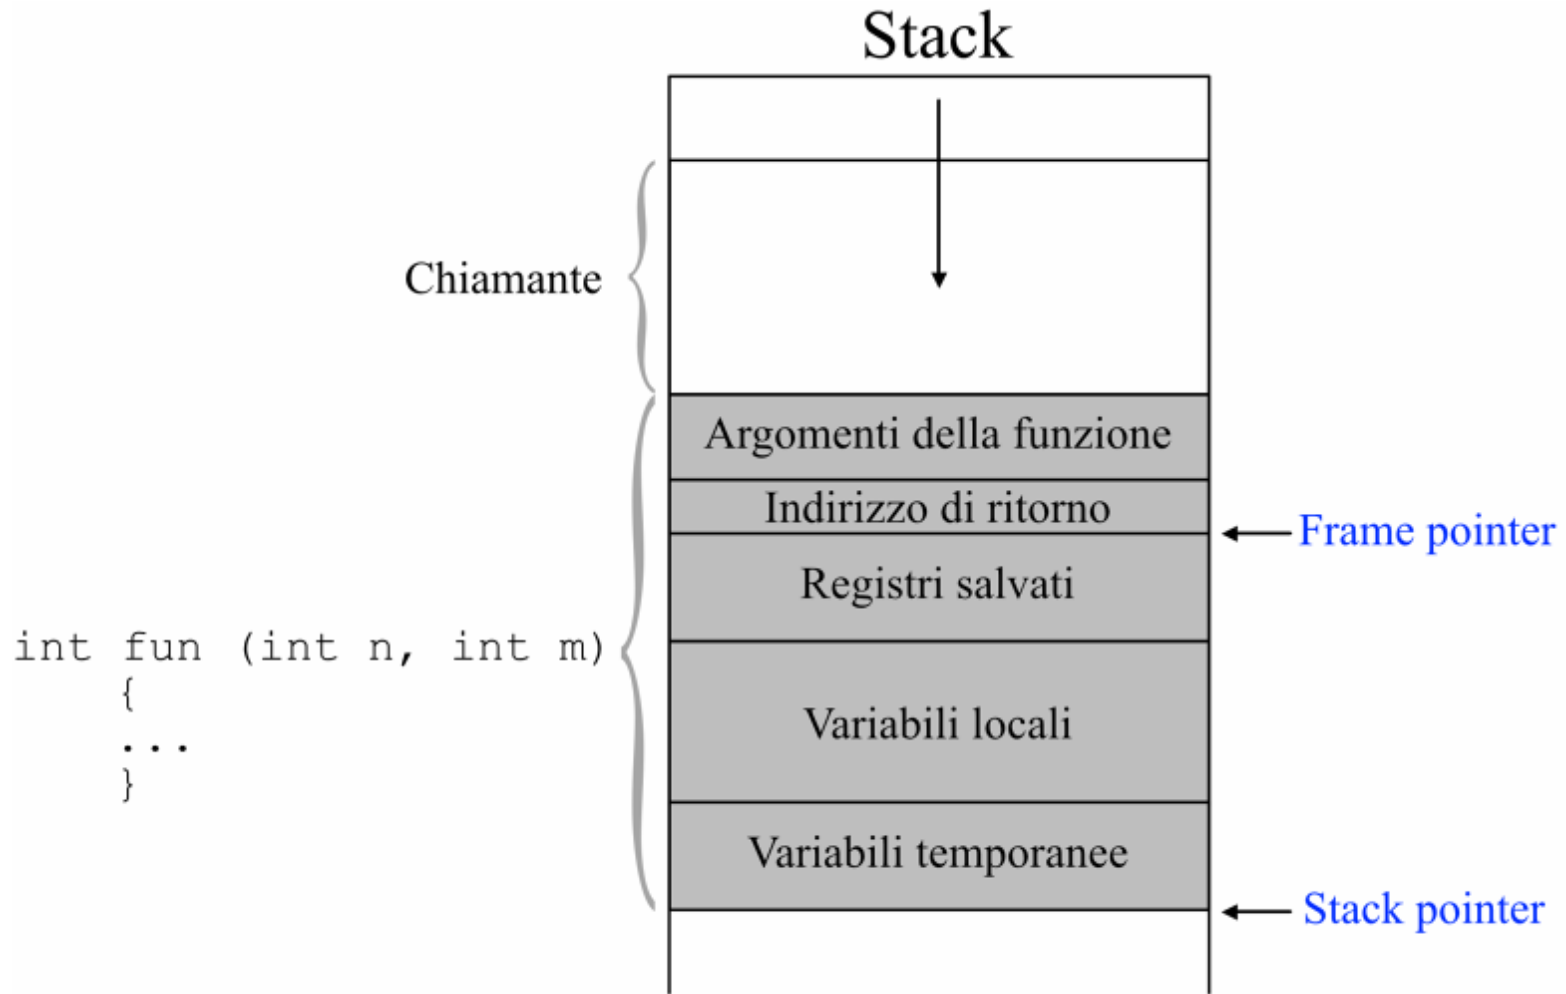 Stack
Chiamante
Argomenti della funzione
Indirizzo di ritorno
Frame pointer
Registri salvati
int fun (int n, int m)
{
...
}
Variabili locali
Variabili temporanee
Stack pointer